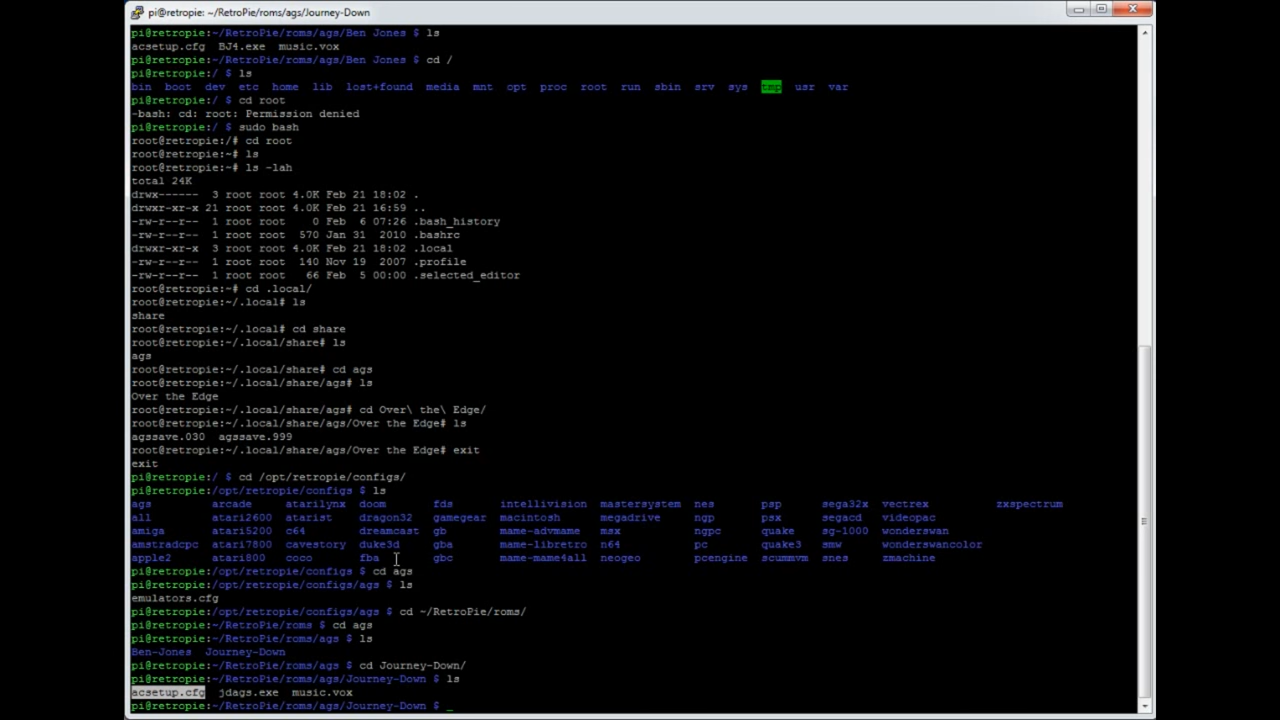 pi@retropie: ~/RetroPie/roms/ags/Journey-Down
pi@retropie:~/RetroPie/roms/ags/Ben Jones $ ls
acsetup.cfg  BJ4.exe  music.vox
pi@retropie:~/RetroPie/roms/ags/Ben Jones $ cd /
pi@retropie:/ $ ls
bin  boot  dev  etc  home  lib  lost+found  media  mnt  opt  proc  root  run  sbin  srv  sys  tmp  usr  var
pi@retropie:/ $ cd root
-bash: cd: root: Permission denied
pi@retropie:/ $ sudo bash
root@retropie:/# cd root
root@retropie:~# ls
root@retropie:~# ls -lah
total 24K
drwx------  3 root root 4.0K Feb 21 18:02 .
drwxr-xr-x 21 root root 4.0K Feb 21 16:59 ..
-rw-r--r--  1 root root    0 Feb  6 07:26 .bash_history
-rw-r--r--  1 root root  570 Jan 31  2010 .bashrc
drwxr-xr-x  3 root root 4.0K Feb 21 18:02 .local
-rw-r--r--  1 root root  140 Nov 19  2007 .profile
-rw-r--r--  1 root root   66 Feb  5 00:00 .selected_editor
root@retropie:~# cd .local/
root@retropie:~/.local# ls
share
root@retropie:~/.local# cd share
root@retropie:~/.local/share# ls
ags
root@retropie:~/.local/share# cd ags
root@retropie:~/.local/share/ags# ls
Over the Edge
root@retropie:~/.local/share/ags# cd Over\ the\ Edge/
root@retropie:~/.local/share/ags/Over the Edge# ls
agssave.030  agssave.999
root@retropie:~/.local/share/ags/Over the Edge# exit
exit
pi@retropie:/ $ cd /opt/retropie/configs/
pi@retropie:/opt/retropie/configs $ ls
ags  arcade  atarilynx  doom  fds  intellivision  mastersystem  nes  psp  sega32x  vectrex  zxspectrum
all  atari2600  atarist  dragon32  gamegear  macintosh  megadrive  ngp  psx  segacd  videopac
amiga  atari5200  c64  dreamcast  gb  mame-advmame  msx  ngpc  quake  sg-1000  wonderswan
amstradcpc  atari7800  cavestory  duke3d  gba  mame-libretro  n64  pc  quake3  smw  wonderswancolor
apple2  atari800  coco  fba  gbc  mame-mame4all  neogeo  pcengine  scummvm  snes  zmachine
pi@retropie:/opt/retropie/configs $ cd ags
pi@retropie:/opt/retropie/configs/ags $ ls
emulators.cfg
pi@retropie:/opt/retropie/configs/ags $ cd ~/RetroPie/roms/
pi@retropie:~/RetroPie/roms $ cd ags
pi@retropie:~/RetroPie/roms/ags $ ls
Ben-Jones  Journey-Down
pi@retropie:~/RetroPie/roms/ags $ cd Journey-Down/
pi@retropie:~/RetroPie/roms/ags/Journey-Down $ ls
acsetup.cfg  jdags.exe  music.vox
pi@retropie:~/RetroPie/roms/ags/Journey-Down $ _